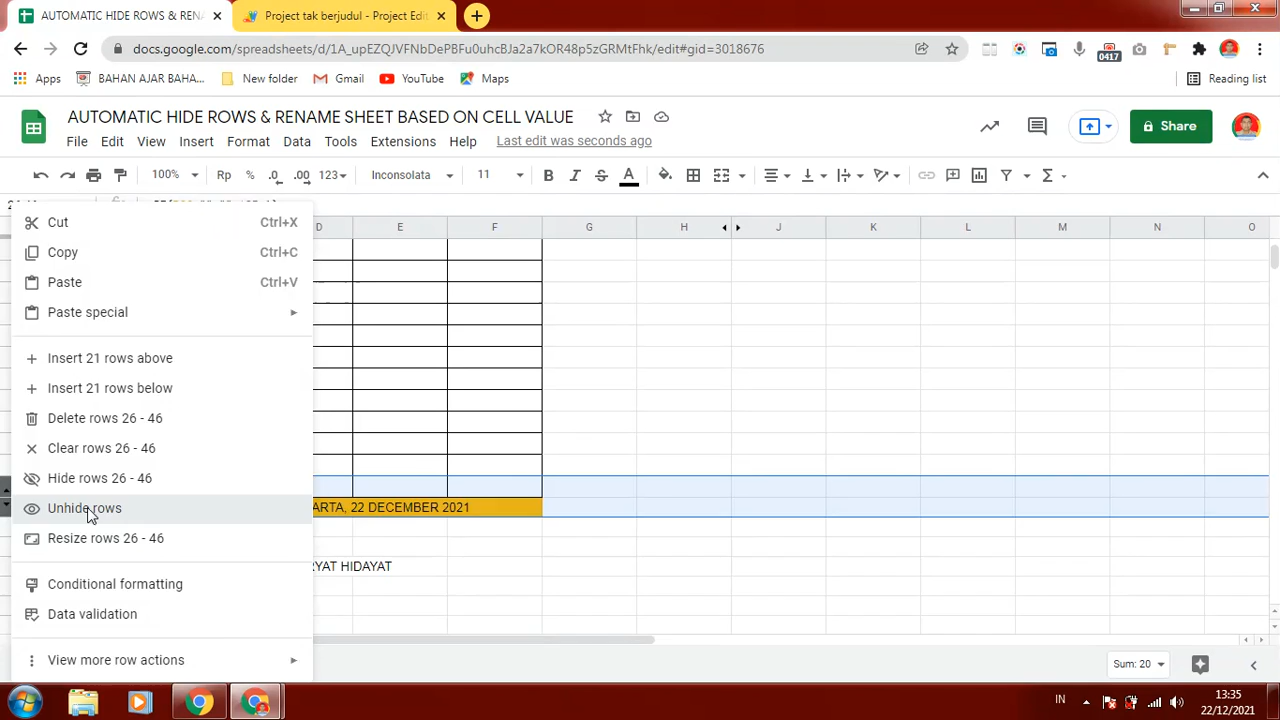 AUTOMATIC HIDE ROWS & RENA
Project tak berjudul - Project Edit
docs.google.com/spreadsheets/d/1A_upEZQJVFNbDePBFu0uhcBJa2a7kOR48p5zGRMtFhk/edit#gid=3018676
0417
Apps
BAHAN AJAR BAHA...
New folder
Gmail
YouTube
Maps
Reading list
AUTOMATIC HIDE ROWS & RENAME SHEET BASED ON CELL VALUE
File Edit View Insert Format Data Tools Extensions Help Last edit was seconds ago
Share
100% Rp % .0 .00 123 Inconsolata 11 B I S A
D E F G H J K L M N O
Cut Ctrl+X
Copy Ctrl+C
Paste Ctrl+V
Paste special
Insert 21 rows above
Insert 21 rows below
Delete rows 26 - 46
Clear rows 26 - 46
Hide rows 26 - 46
Unhide rows
Resize rows 26 - 46
Conditional formatting
Data validation
View more row actions
ARTA, 22 DECEMBER 2021
RYAT HIDAYAT
Sum: 20
IN
13:35
22/12/2021